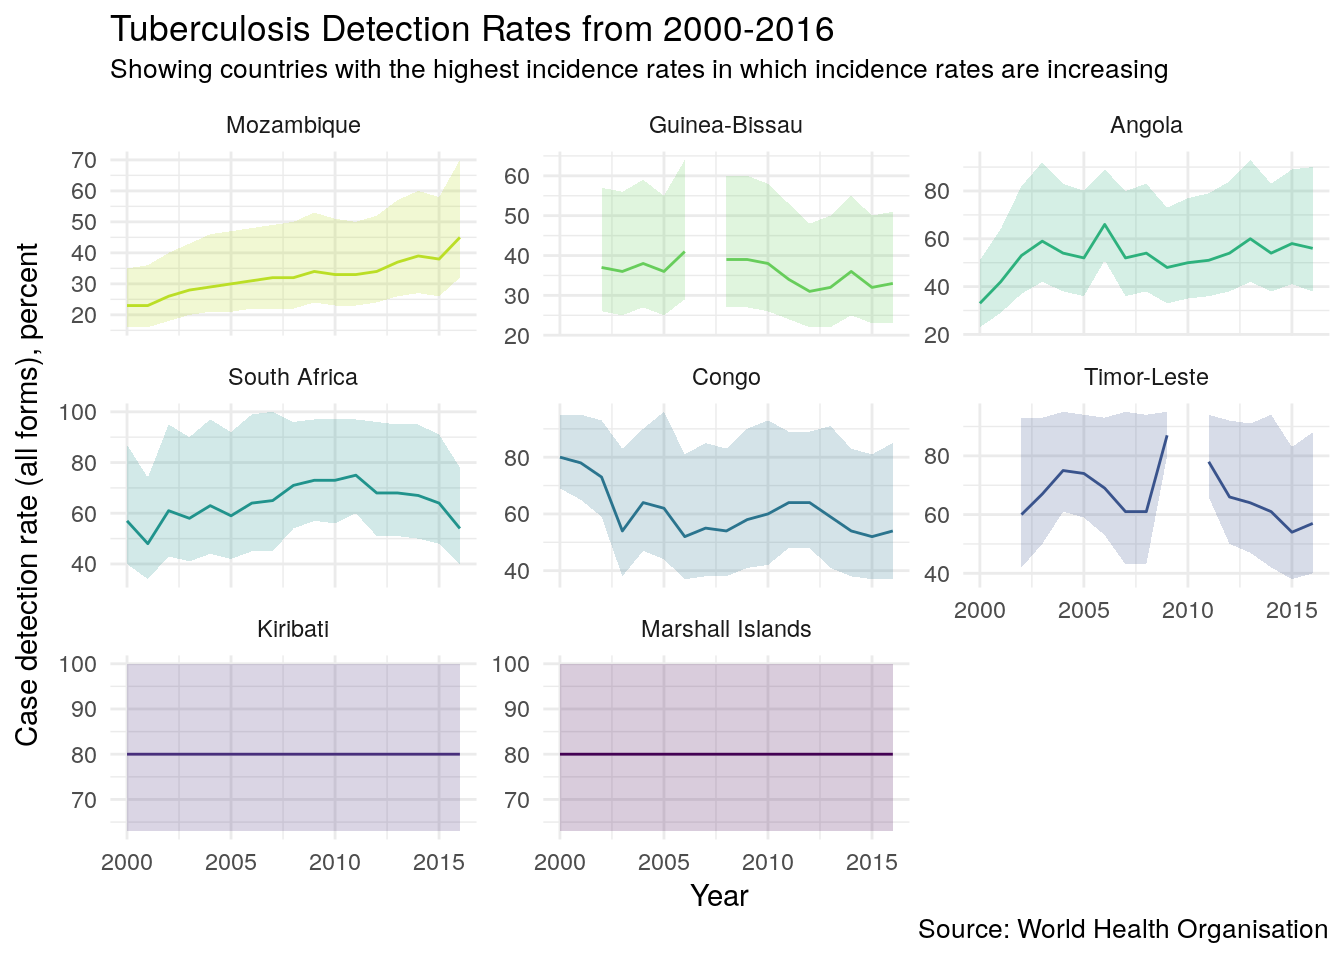 Tuberculosis Detection Rates from 2000-2016
Showing countries with the highest incidence rates in which incidence rates are increasing
Case detection rate (all forms), percent
Mozambique
70
60
50
40
30
20
Guinea-Bissau
60
50
40
30
20
Angola
80
60
40
20
South Africa
100
80
60
40
Congo
80
60
40
Timor-Leste
80
60
40
2000 2005 2010 2015
Kiribati
100
90
80
70
2000 2005 2010 2015
Marshall Islands
100
90
80
70
2000 2005 2010 2015
Year
Source: World Health Organisation